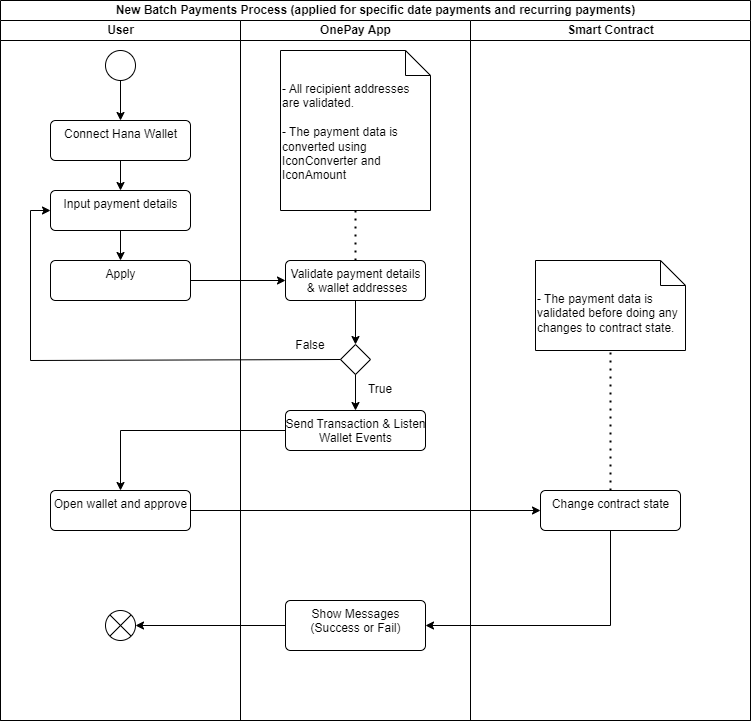 New Batch Payments Process (applied for specific date payments and recurring payments)
User
OnePay App
Smart Contract
- All recipient addresses
are validated.
- The payment data is
converted using
IconConverter and
IconAmount
Connect Hana Wallet
Input payment details
Apply
Validate payment details
& wallet addresses
- The payment data is
validated before doing any
changes to contract state.
False
True
Send Transaction & Listen
Wallet Events
Open wallet and approve
Change contract state
Show Messages
(Success or Fail)